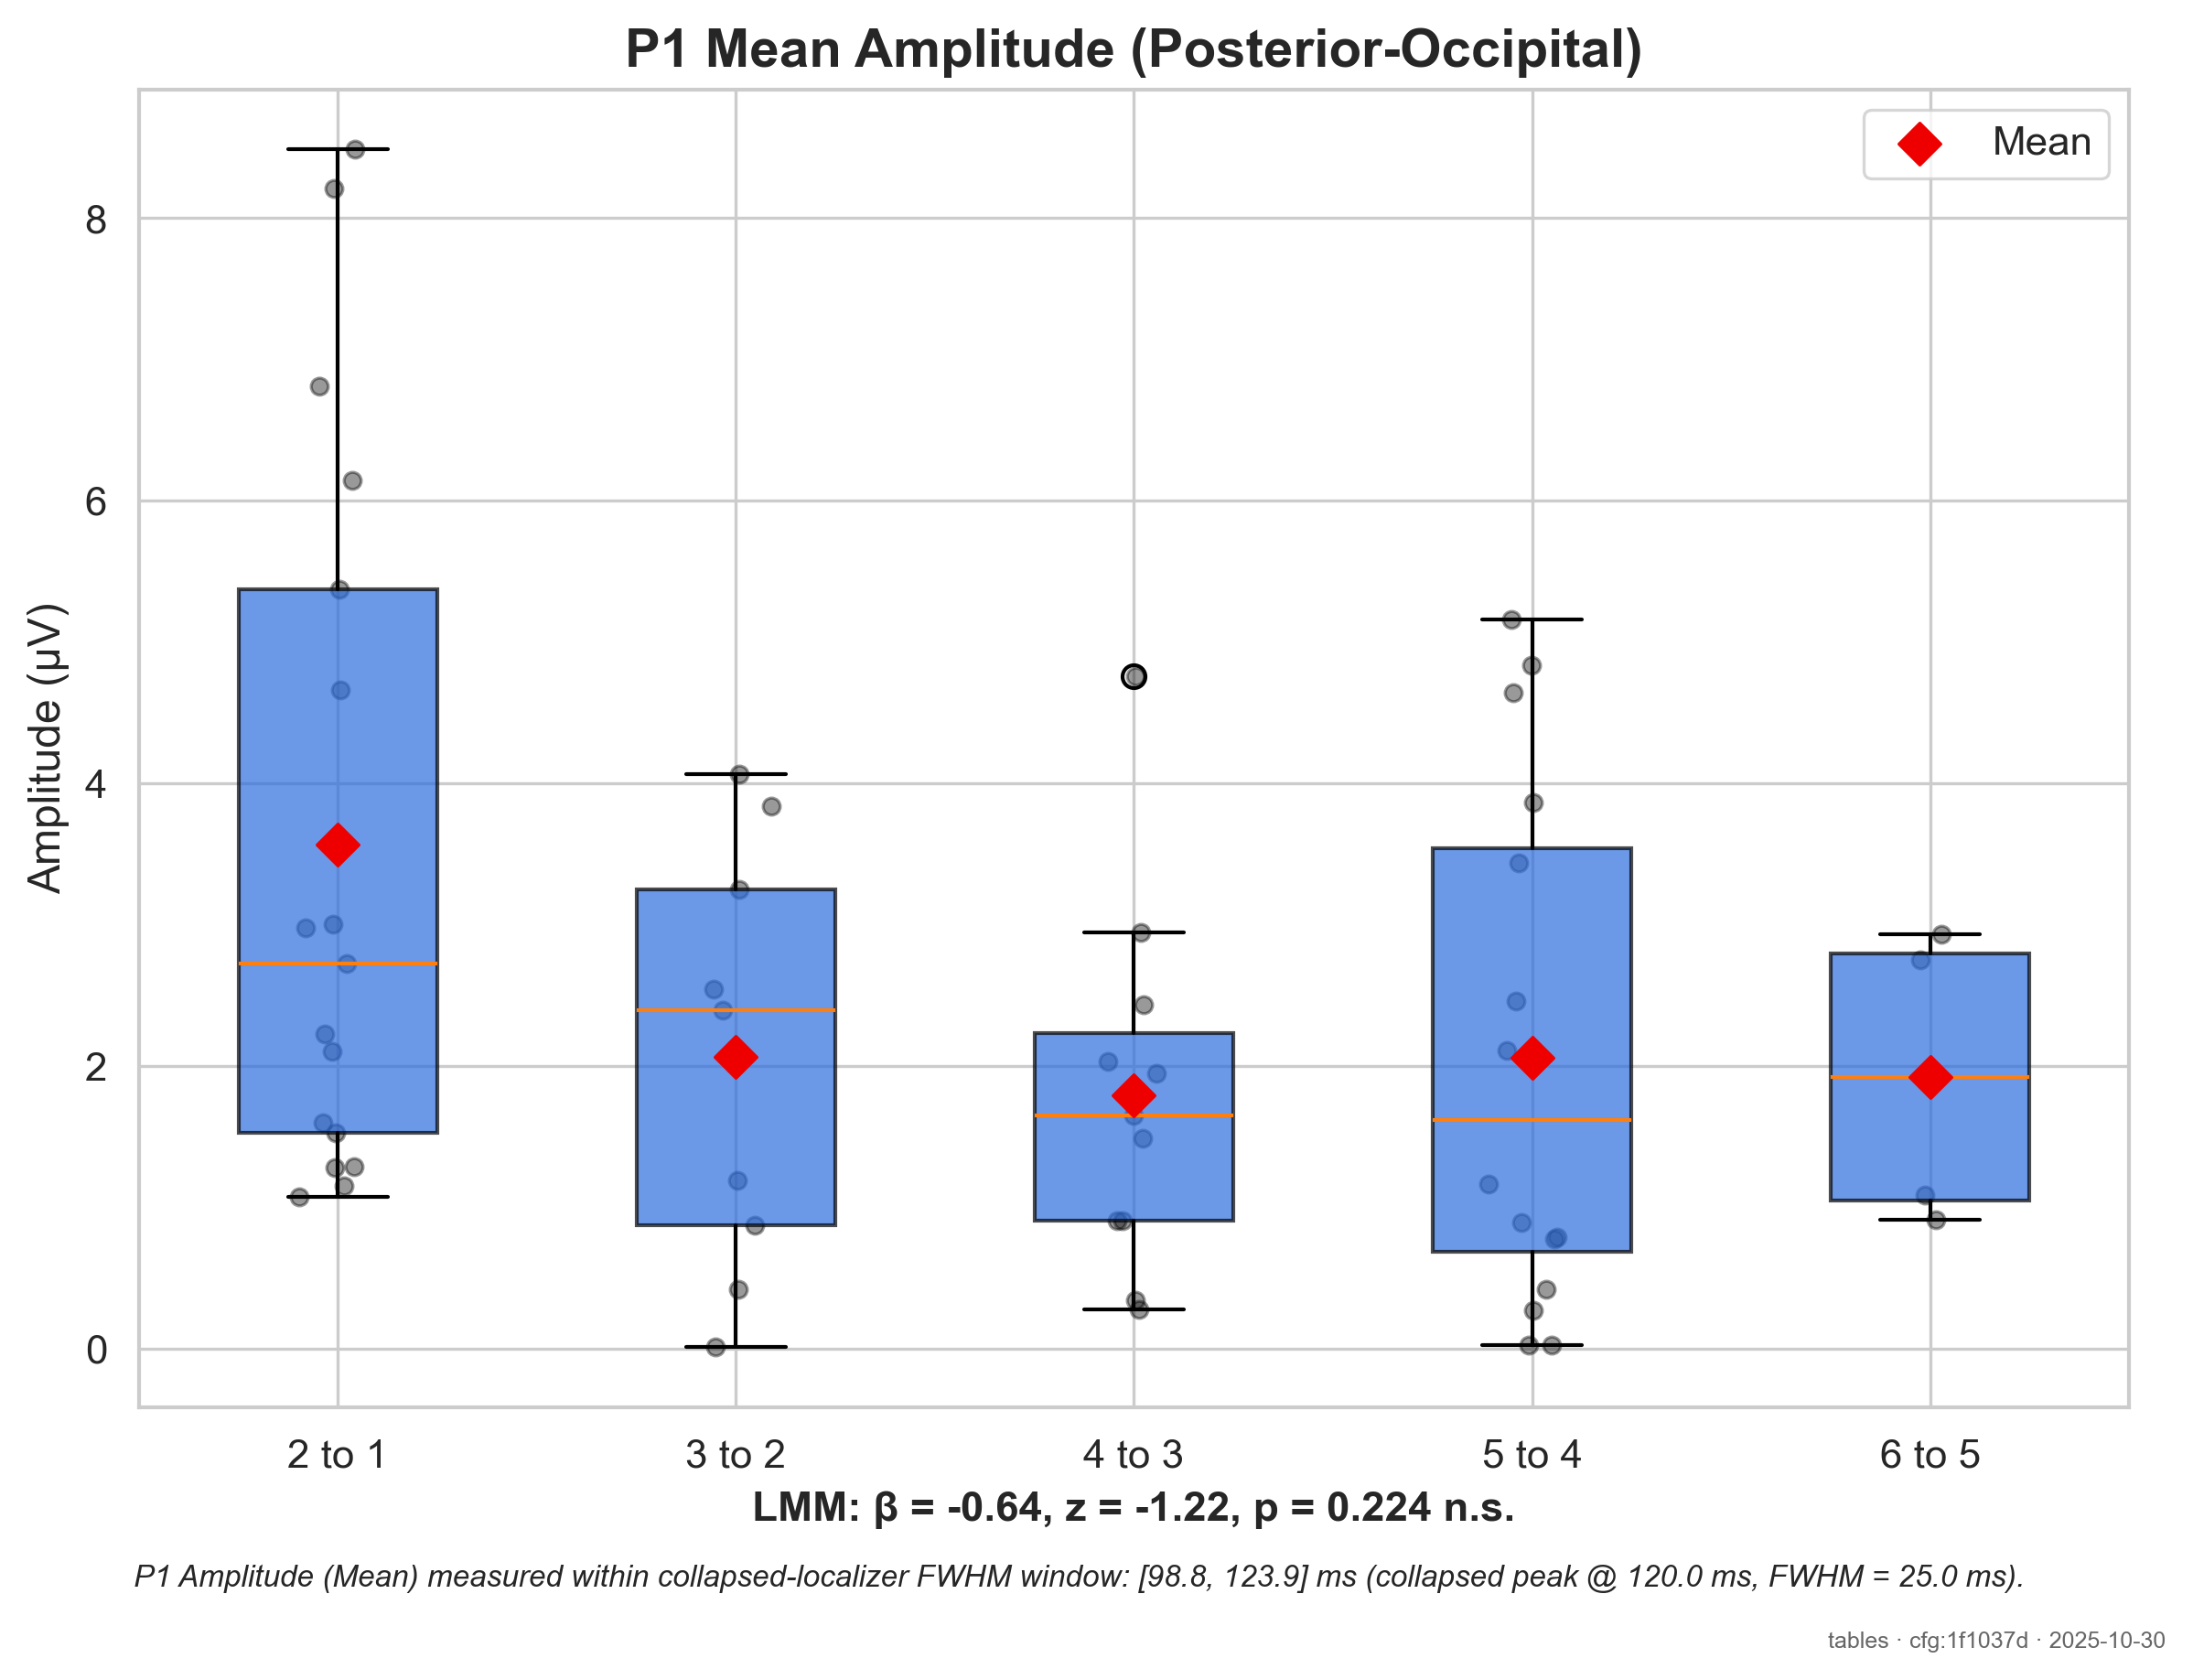 P1 Mean Amplitude (Posterior-Occipital)
Mean
8
6
4
2
0
Amplitude (µV)
2 to 1
3 to 2
4 to 3
5 to 4
6 to 5
LMM: β = -0.64, z = -1.22, p = 0.224 n.s.
P1 Amplitude (Mean) measured within collapsed-localizer FWHM window: [98.8, 123.9] ms (collapsed peak @ 120.0 ms, FWHM = 25.0 ms).
tables · cfg:1f1037d · 2025-10-30